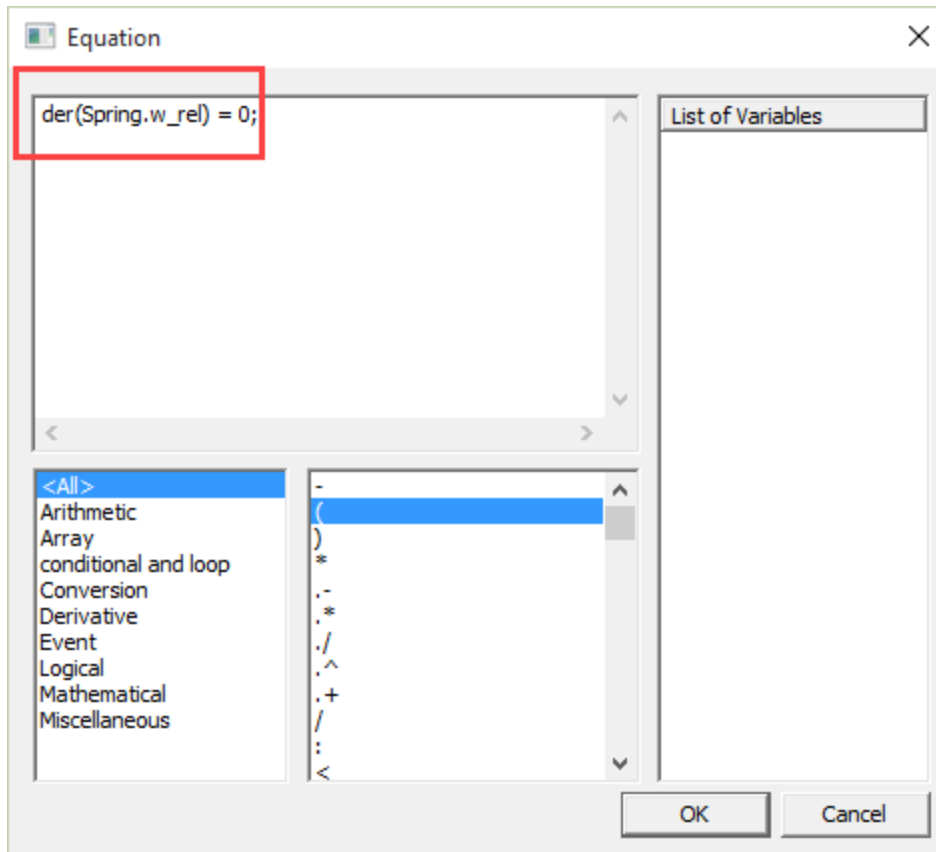 Equation
der(Spring.w_rel) = 0;
List of Variables
<All>
Arithmetic
Array
conditional and loop
Conversion
Derivative
Event
Logical
Mathematical
Miscellaneous
-
(
)
*
.-
.*
./
.^
.+
/
:
<
OK
Cancel